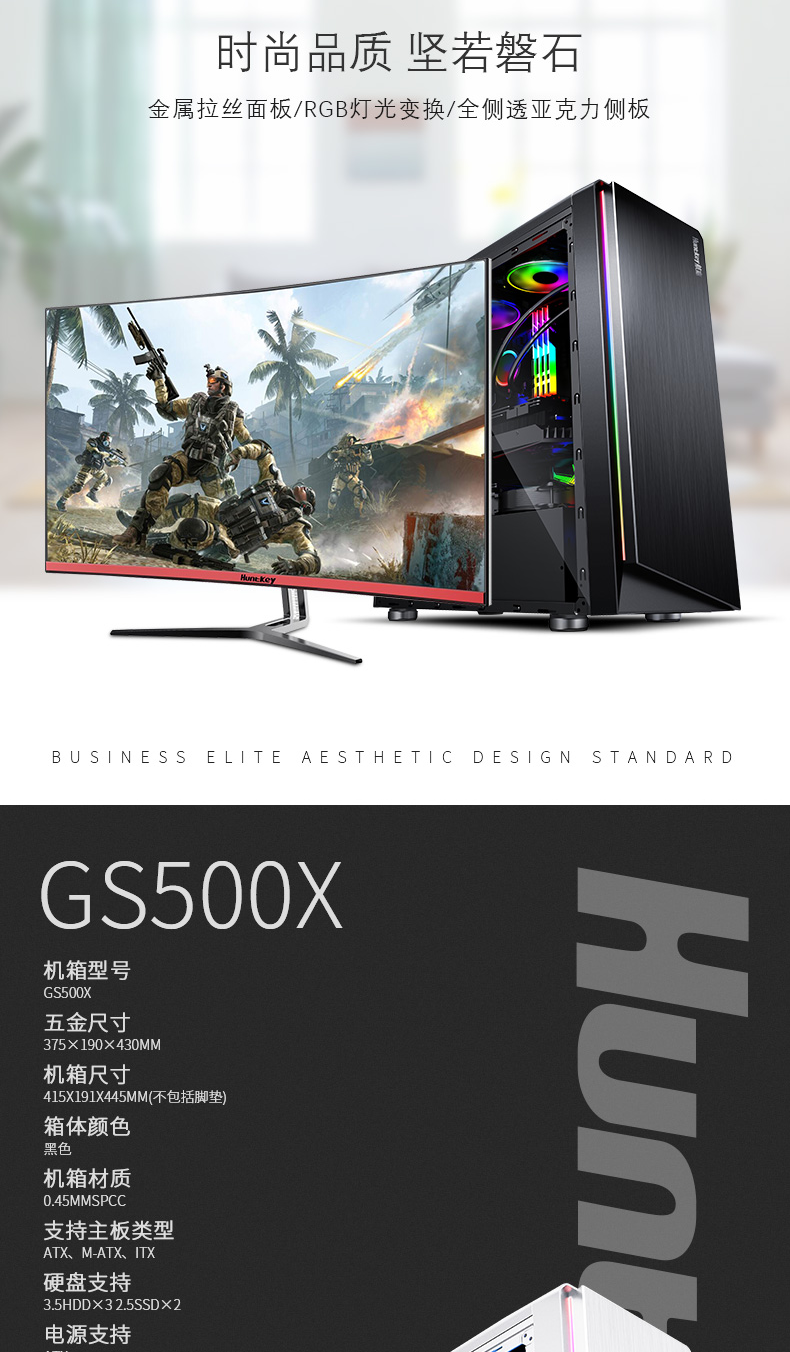 时尚品质 坚若磐石
金属拉丝面板/RGB灯光变换/全侧透亚克力侧板
HuntKey
BUSINESS ELITE AESTHETIC DESIGN STANDARD
GS500X
机箱型号
GS500X
五金尺寸
375×190×430MM
机箱尺寸
415X191X445MM(不包括脚垫)
箱体颜色
黑色
机箱材质
0.45MMSPCC
支持主板类型
ATX、M-ATX、ITX
硬盘支持
3.5HDD×3 2.5SSD×2
电源支持
Hunt